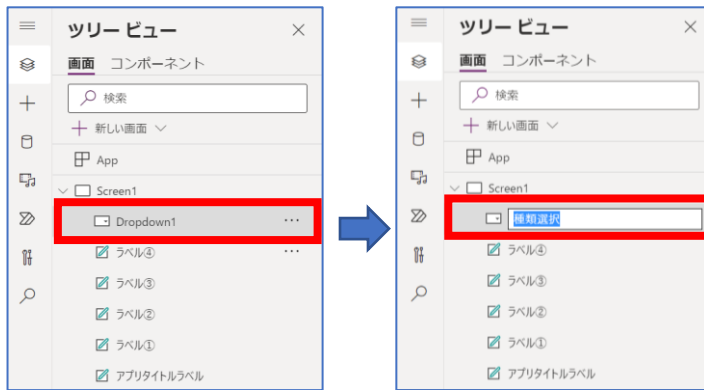 ツリー ビュー
画面 コンポーネント
検索
新しい画面
App
Screen1
Dropdown1
ラベル④
ラベル③
ラベル②
ラベル①
アプリタイトルラベル
ツリー ビュー
画面 コンポーネント
検索
新しい画面
App
Screen1
種類選択
ラベル④
ラベル③
ラベル②
ラベル①
アプリタイトルラベル